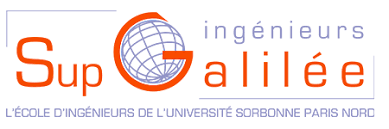 ingénieurs
Sup Galilée
L'ÉCOLE D'INGÉNIEURS DE L'UNIVERSITÉ SORBONNE PARIS NORD